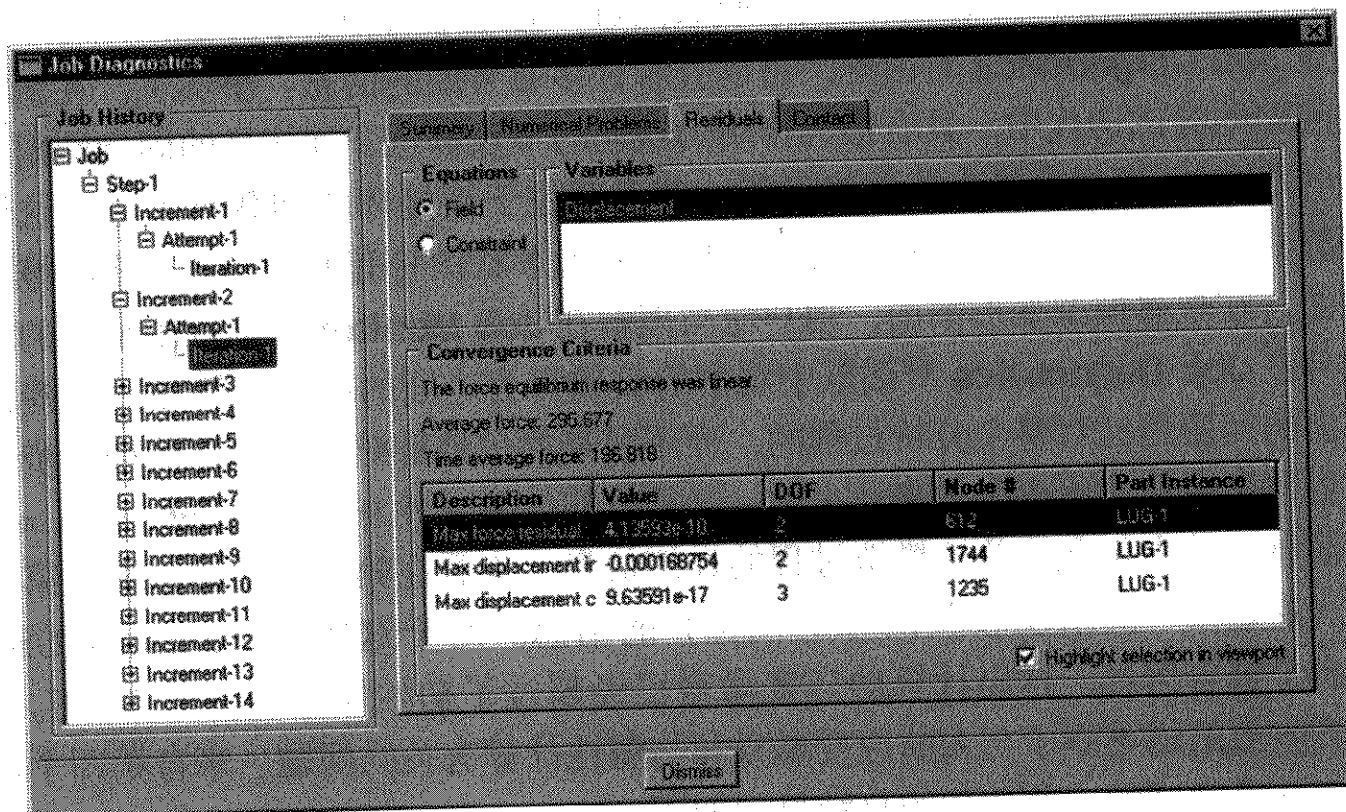 Job Diagnostics
Job History
Job
Step-1
Increment-1
Attempt-1
Iteration-1
Increment-2
Attempt-1
Iteration-1
Increment-3
Increment-4
Increment-5
Increment-6
Increment-7
Increment-8
Increment-9
Increment-10
Increment-11
Increment-12
Increment-13
Increment-14
Summary Numerical Problems Residuals Contact
Equations
Field
Constraint
Variables
Displacement
Convergence Criteria
The force equilibrium response was linear.
Average force: 295.677
Time average force: 196.918
Description Value DOF Node # Part Instance
Max force residual 4.13593e-10 2 612 LUG-1
Max displacement ir -0.000168754 2 1744 LUG-1
Max displacement c 9.63591e-17 3 1235 LUG-1
Highlight selection in viewport
Dismiss